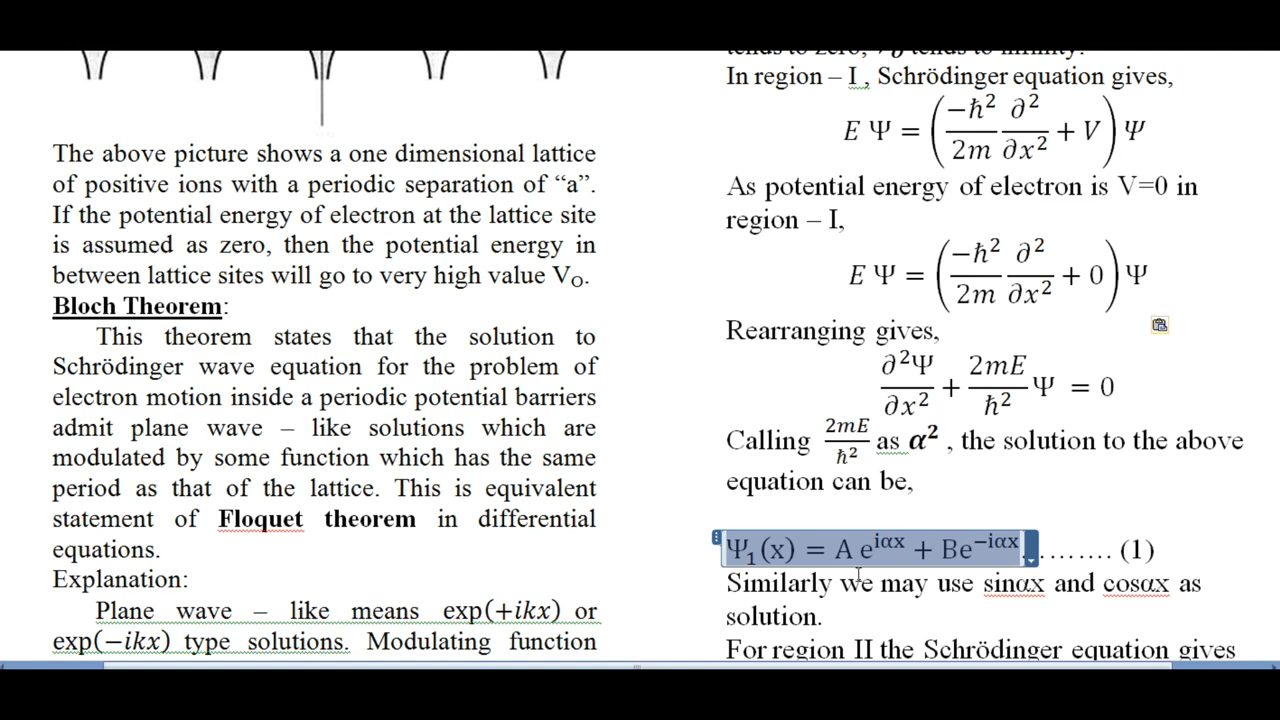 The above picture shows a one dimensional lattice
of positive ions with a periodic separation of “a”.
If the potential energy of electron at the lattice site
is assumed as zero, then the potential energy in
between lattice sites will go to very high value V₀.
Bloch Theorem:
This theorem states that the solution to
Schrödinger wave equation for the problem of
electron motion inside a periodic potential barriers
admit plane wave – like solutions which are
modulated by some function which has the same
period as that of the lattice. This is equivalent
statement of Floquet theorem in differential
equations.
Explanation:
Plane wave – like means exp(+ikx) or
exp(−ikx) type solutions. Modulating function
tends to zero, V₀ tends to infinity.
In region – I , Schrödinger equation gives,
E Ψ = (−ħ²/2m ∂²/∂x² + V) Ψ
As potential energy of electron is V=0 in
region – I,
E Ψ = (−ħ²/2m ∂²/∂x² + 0) Ψ
Rearranging gives,
∂²Ψ/∂x² + 2mE/ħ² Ψ = 0
Calling 2mE/ħ² as α² , the solution to the above
equation can be,
Ψ₁(x) = A e^{iαx} + Be^{−iαx} ........ (1)
Similarly we may use sinαx and cosαx as
solution.
For region II the Schrödinger equation gives